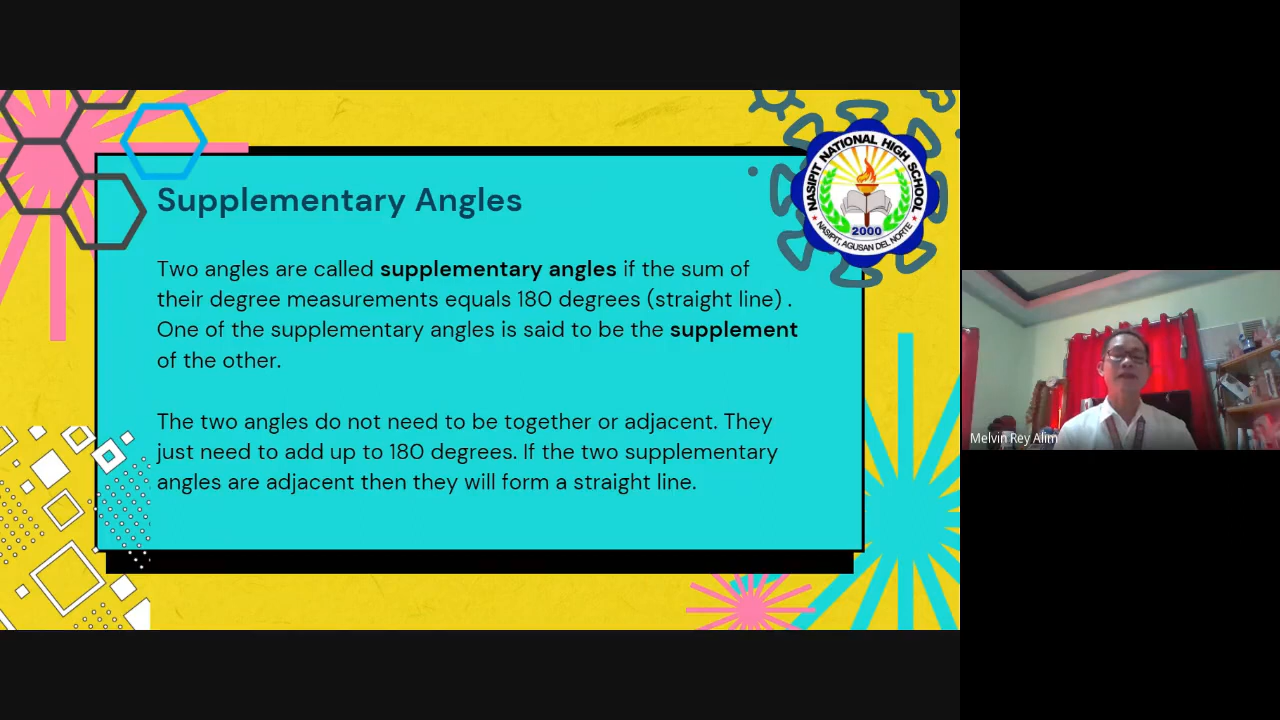 Supplementary Angles
Two angles are called supplementary angles if the sum of
their degree measurements equals 180 degrees (straight line) .
One of the supplementary angles is said to be the supplement
of the other.
The two angles do not need to be together or adjacent. They
just need to add up to 180 degrees. If the two supplementary
angles are adjacent then they will form a straight line.
NASIPIT NATIONAL HIGH SCHOOL
2000
NASIPIT, AGUSAN DEL NORTE
Melvin Rey Alim